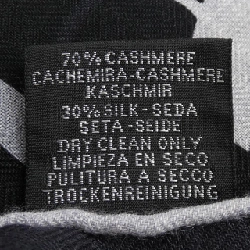 70% CASHMERE
CACHEMIRA-CASHMERE
KASCHMIR
30% SILK-SEDA
SETA-SEIDE
DRY CLEAN ONLY
LIMPIEZA EN SECO
PULITURA A SECCO
TROCKENREINIGUNG